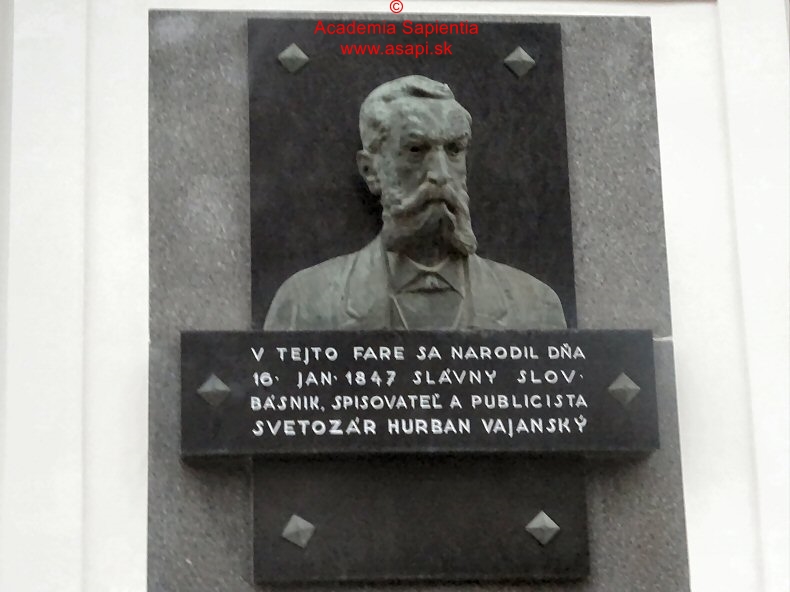 ©
Academia Sapientia
www.asapi.sk
V TEJTO FARE SA NARODIL DŇA
16. JAN. 1847 SLÁVNY SLOV.
BÁSNIK, SPISOVATEĽ A PUBLICISTA
SVETOZÁR HURBAN VAJANSKÝ